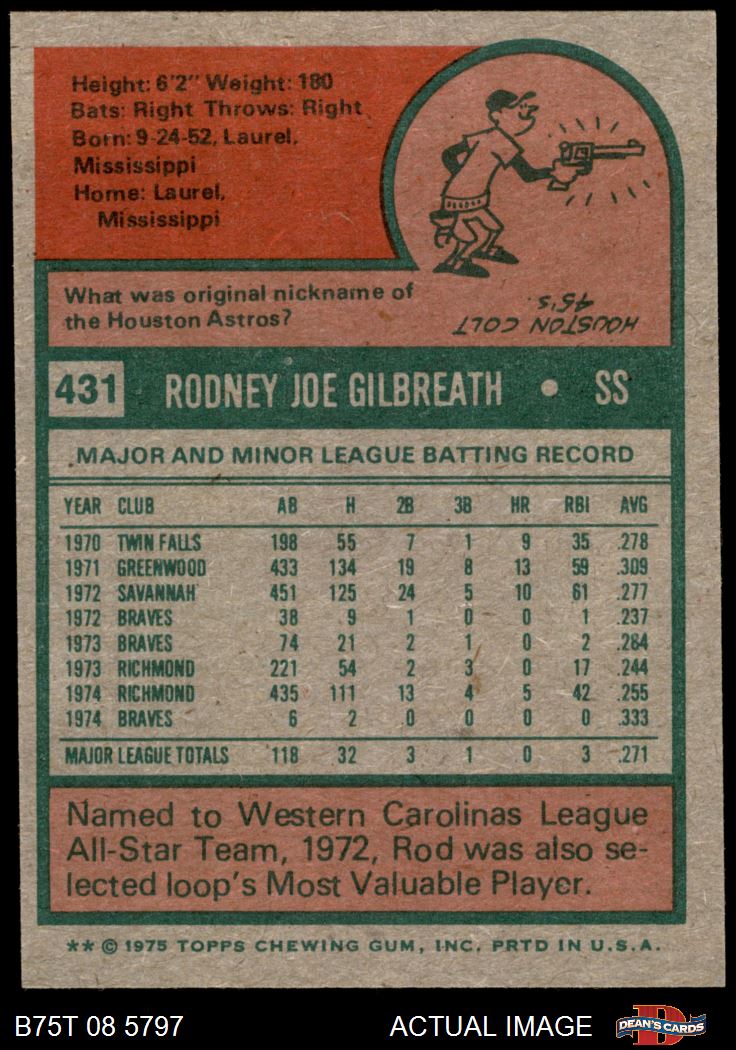 Height: 6'2" Weight: 180
Bats: Right Throws: Right
Born: 9-24-52, Laurel,
Mississippi
Home: Laurel,
Mississippi
What was original nickname of
the Houston Astros?
HOUSTON COLT
45's.
431 RODNEY JOE GILBREATH • SS
MAJOR AND MINOR LEAGUE BATTING RECORD
YEAR CLUB AB H 2B 3B HR RBI AVG
1970 TWIN FALLS 198 55 7 1 9 35 .278
1971 GREENWOOD 433 134 19 8 13 59 .309
1972 SAVANNAH 451 125 24 5 10 61 .277
1972 BRAVES 38 9 1 0 0 1 .237
1973 BRAVES 74 21 2 1 0 2 .284
1973 RICHMOND 221 54 2 3 0 17 .244
1974 RICHMOND 435 111 13 4 5 42 .255
1974 BRAVES 6 2 0 0 0 0 .333
MAJOR LEAGUE TOTALS 118 32 3 1 0 3 .271
Named to Western Carolinas League
All-Star Team, 1972, Rod was also se-
lected loop's Most Valuable Player.
** © 1975 TOPPS CHEWING GUM, INC. PRTD IN U.S.A.
B75T 08 5797 ACTUAL IMAGE DEAN'S CARDS